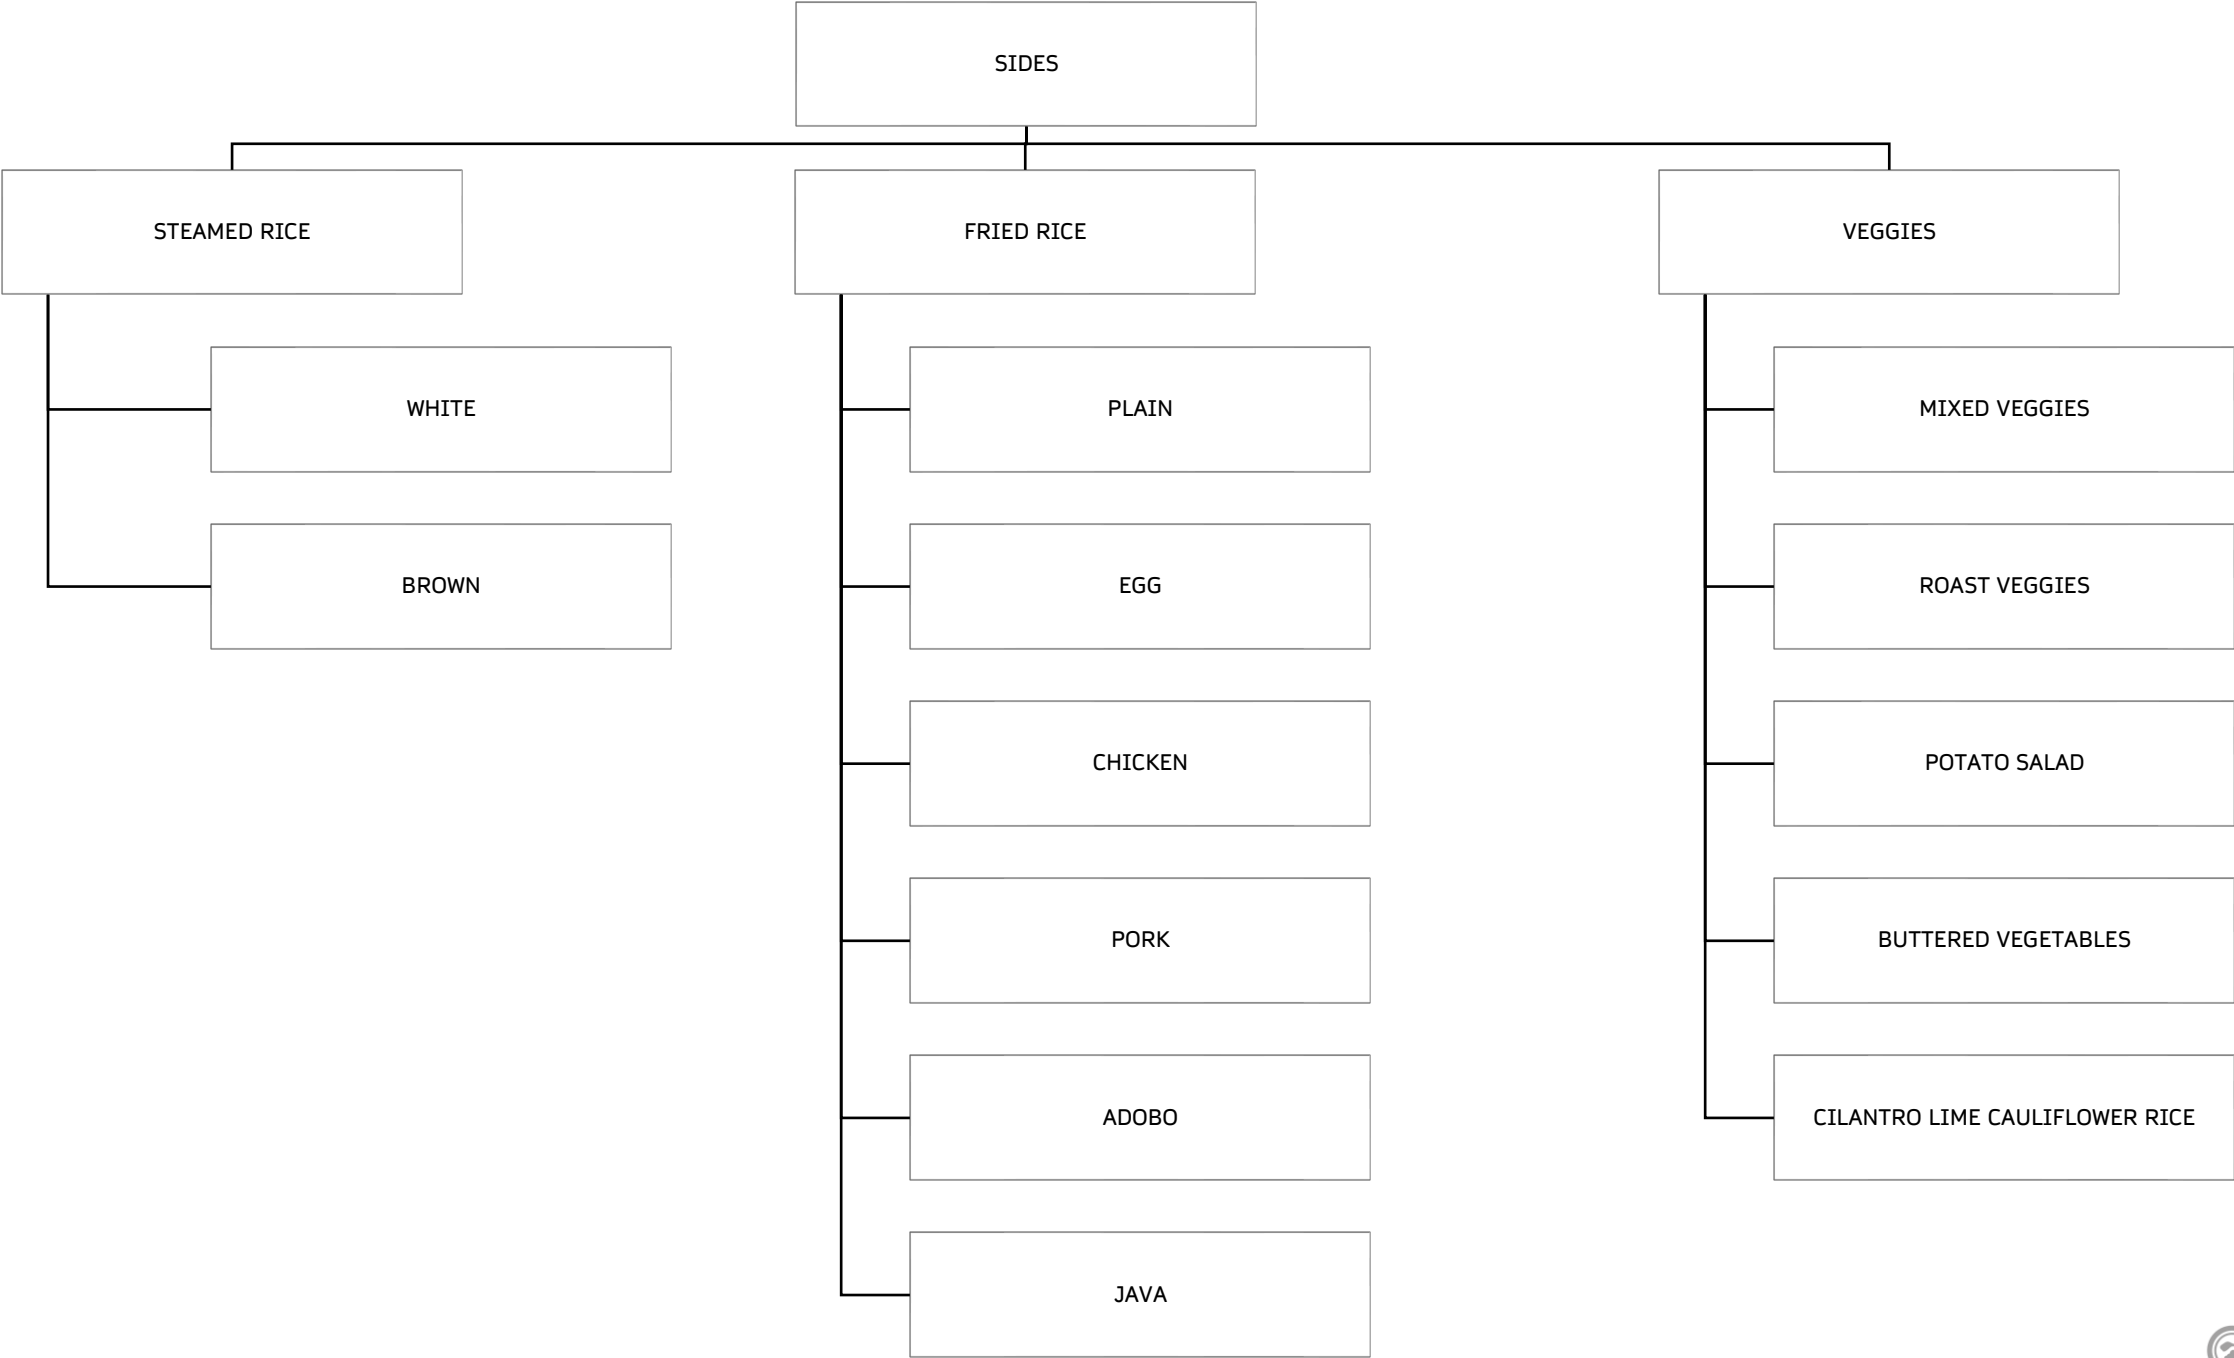 SIDES
STEAMED RICE
FRIED RICE
VEGGIES
WHITE
PLAIN
MIXED VEGGIES
BROWN
EGG
ROAST VEGGIES
CHICKEN
POTATO SALAD
PORK
BUTTERED VEGETABLES
ADOBO
CILANTRO LIME CAULIFLOWER RICE
JAVA